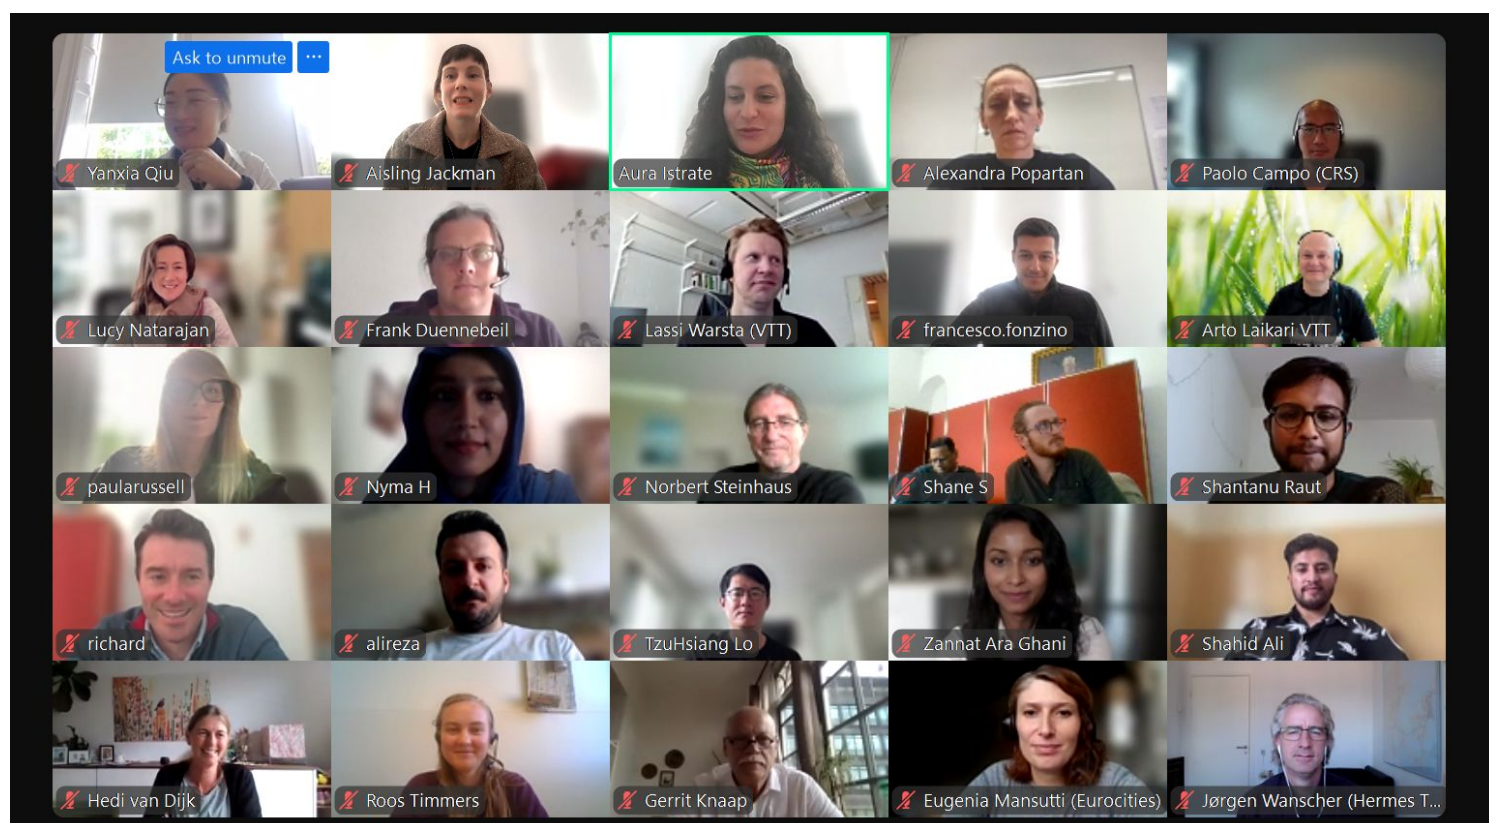 Ask to unmute ...
Yanxia Qiu
Aisling Jackman
Aura Istrate
Alexandra Popartan
Paolo Campo (CRS)
Lucy Natarajan
Frank Duennebeil
Lassi Warsta (VTT)
francesco.fonzino
Arto Laikari VTT
paularussell
Nyma H
Norbert Steinhaus
Shane S
Shantanu Raut
richard
alireza
TzuHsiang Lo
Zannat Ara Ghani
Shahid Ali
Hedi van Dijk
Roos Timmers
Gerrit Knaap
Eugenia Mansutti (Eurocities)
Jørgen Wanscher (Hermes T...